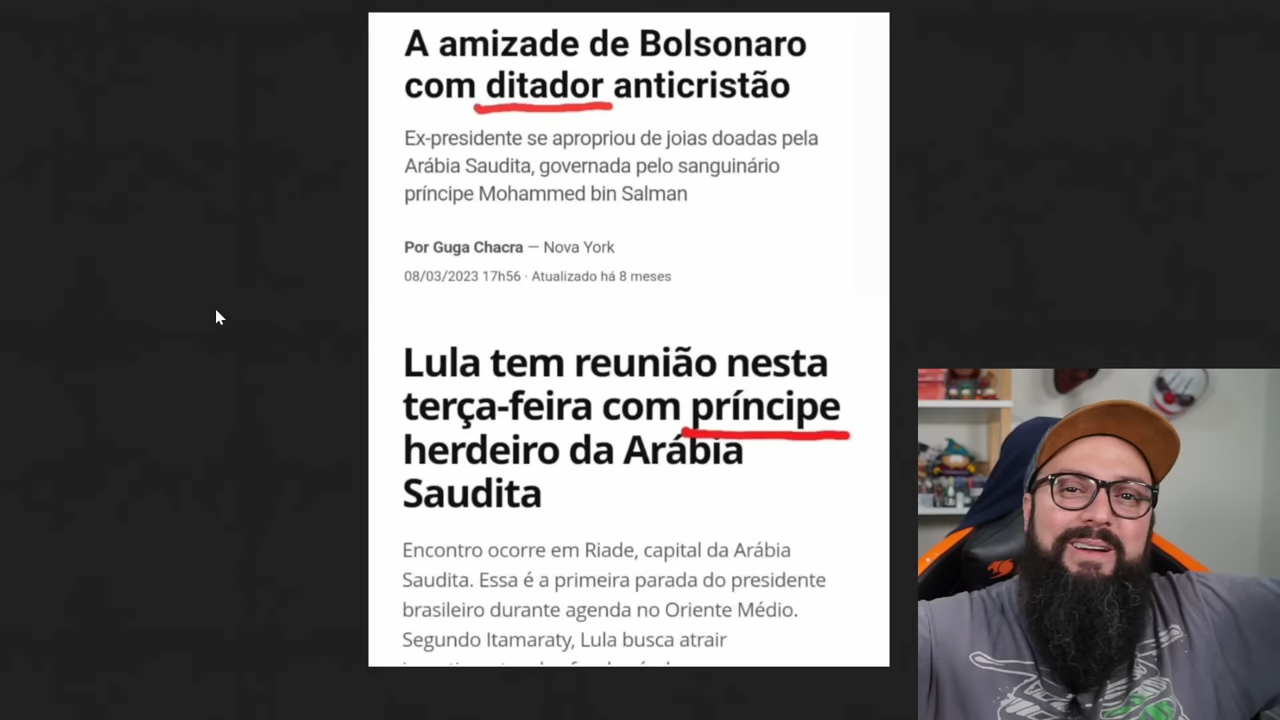 A amizade de Bolsonaro
com ditador anticristão
Ex-presidente se apropriou de joias doadas pela
Arábia Saudita, governada pelo sanguinário
príncipe Mohammed bin Salman
Por Guga Chacra — Nova York
08/03/2023 17h56 · Atualizado há 8 meses
Lula tem reunião nesta
terça-feira com príncipe
herdeiro da Arábia
Saudita
Encontro ocorre em Riade, capital da Arábia
Saudita. Essa é a primeira parada do presidente
brasileiro durante agenda no Oriente Médio.
Segundo Itamaraty, Lula busca atrair